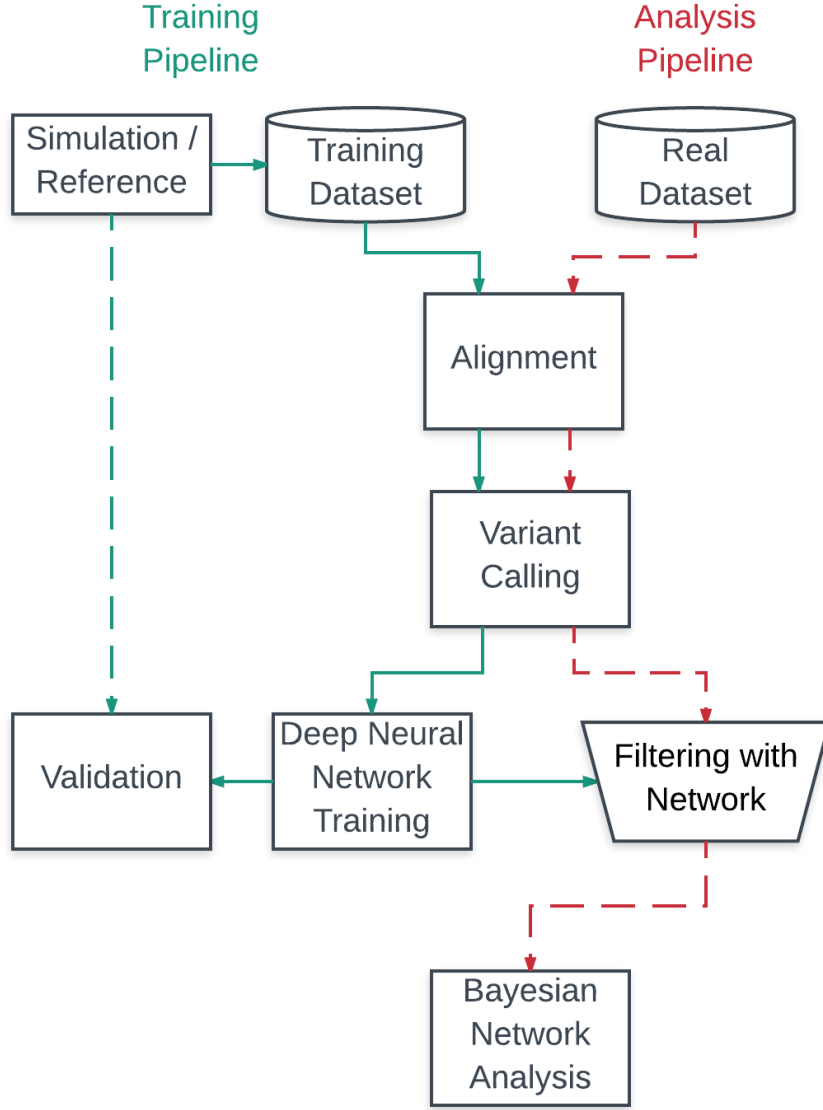 Training
Pipeline
Analysis
Pipeline
Simulation /
Reference
Training
Dataset
Real
Dataset
Alignment
Variant
Calling
Validation
Deep Neural
Network
Training
Filtering with
Network
Bayesian
Network
Analysis